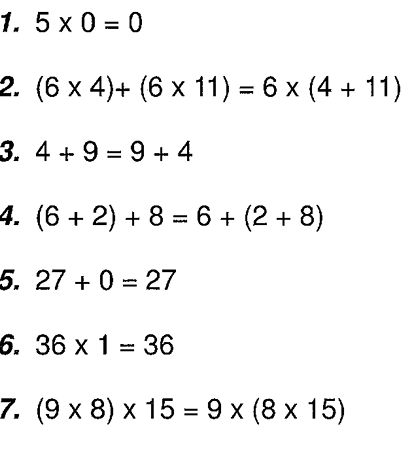 1. 5 x 0 = 0
2. (6 x 4)+ (6 x 11) = 6 x (4 + 11)
3. 4 + 9 = 9 + 4
4. (6 + 2) + 8 = 6 + (2 + 8)
5. 27 + 0 = 27
6. 36 x 1 = 36
7. (9 x 8) x 15 = 9 x (8 x 15)